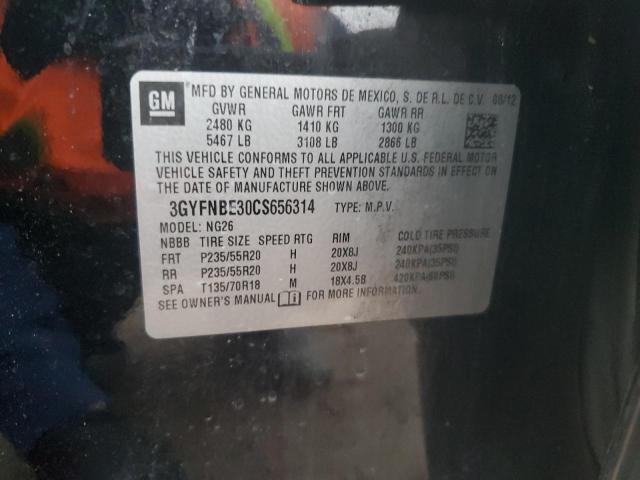 GM
MFD BY GENERAL MOTORS DE MEXICO, S. DE R.L. DE C.V. 06/12
GVWR GAWR FRT GAWR RR
2480 KG 1410 KG 1300 KG
5467 LB 3108 LB 2866 LB
THIS VEHICLE CONFORMS TO ALL APPLICABLE U.S. FEDERAL MOTOR
VEHICLE SAFETY AND THEFT PREVENTION STANDARDS IN EFFECT ON
THE DATE OF MANUFACTURE SHOWN ABOVE.
3GYFNBE30CS656314 TYPE: M.P.V.
MODEL: NG26
NBBB TIRE SIZE SPEED RTG RIM COLD TIRE PRESSURE
FRT P235/55R20 H 20X8J 240KPA(35PSI)
RR P235/55R20 H 20X8J 240KPA(35PSI)
SPA T135/70R18 M 18X4.5B 420KPA(60PSI)
SEE OWNER'S MANUAL FOR MORE INFORMATION.